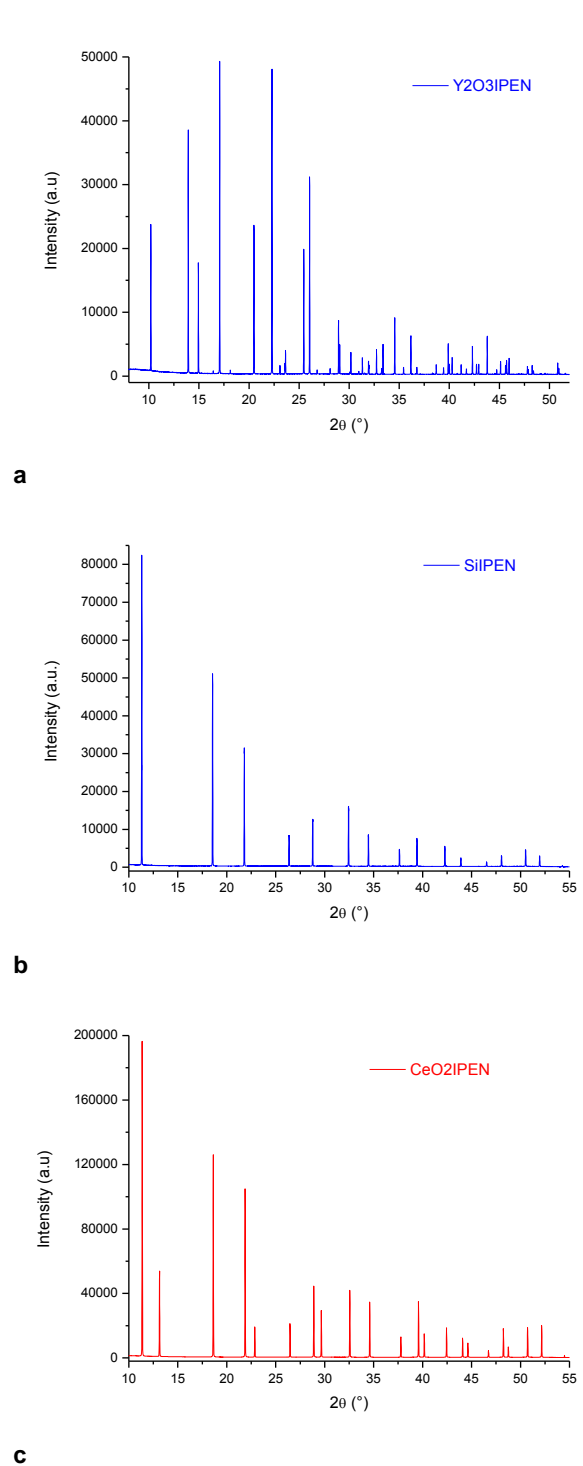 50000
Y2O3IPEN
40000
30000
20000
10000
0
Intensity (a.u)
10 15 20 25 30 35 40 45 50
2θ (°)
a
80000
SiIPEN
70000
60000
50000
40000
30000
20000
10000
0
Intensity (a.u.)
10 15 20 25 30 35 40 45 50 55
2θ (°)
b
200000
CeO2IPEN
160000
120000
80000
40000
0
Intensity (a.u)
10 15 20 25 30 35 40 45 50 55
2θ (°)
c